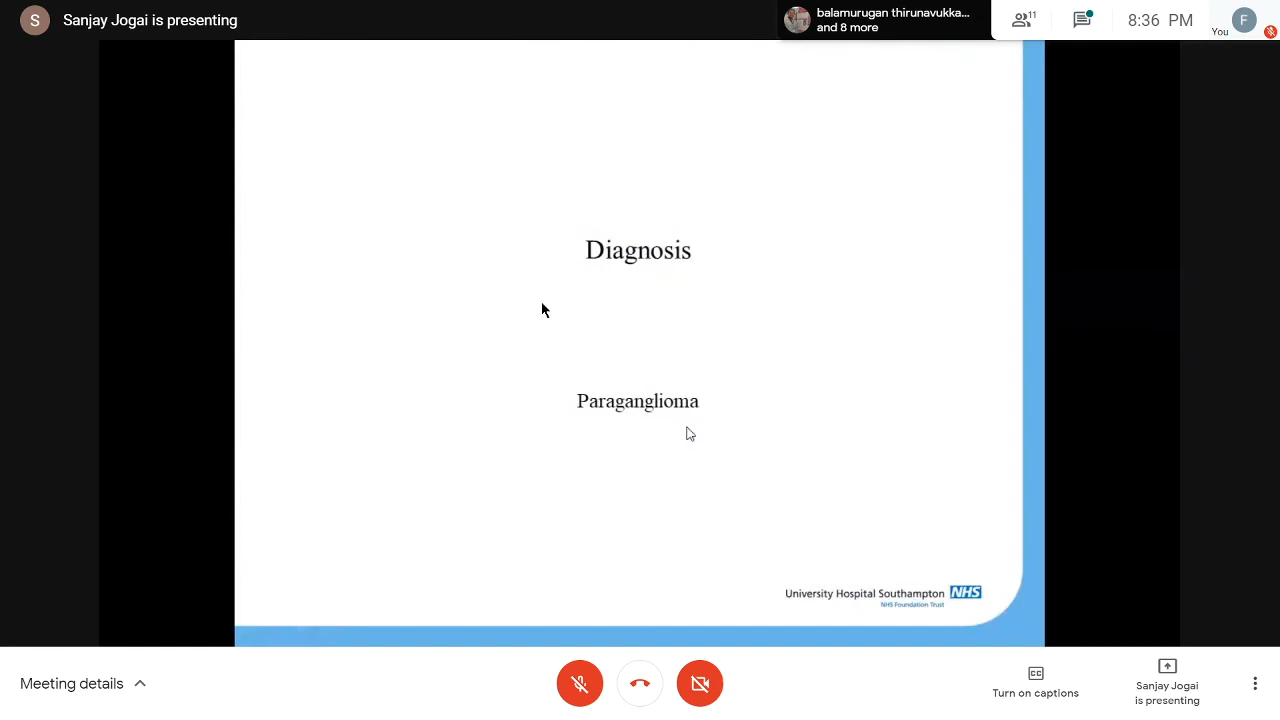 S
Sanjay Jogai is presenting
balamurugan thirunavukka...
and 8 more
11
8:36 PM
You
F
Diagnosis
Paraganglioma
University Hospital Southampton NHS
NHS Foundation Trust
Meeting details
CC
Turn on captions
Sanjay Jogai
is presenting